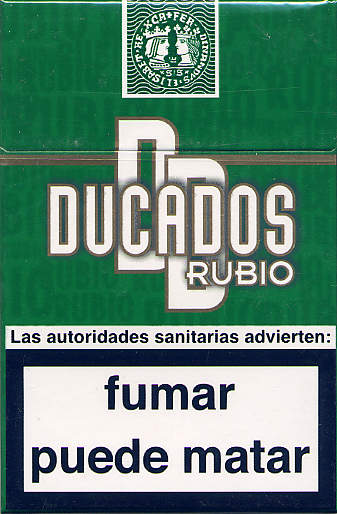 DUCADOS
RUBIO
Las autoridades sanitarias advierten:
fumar
puede matar